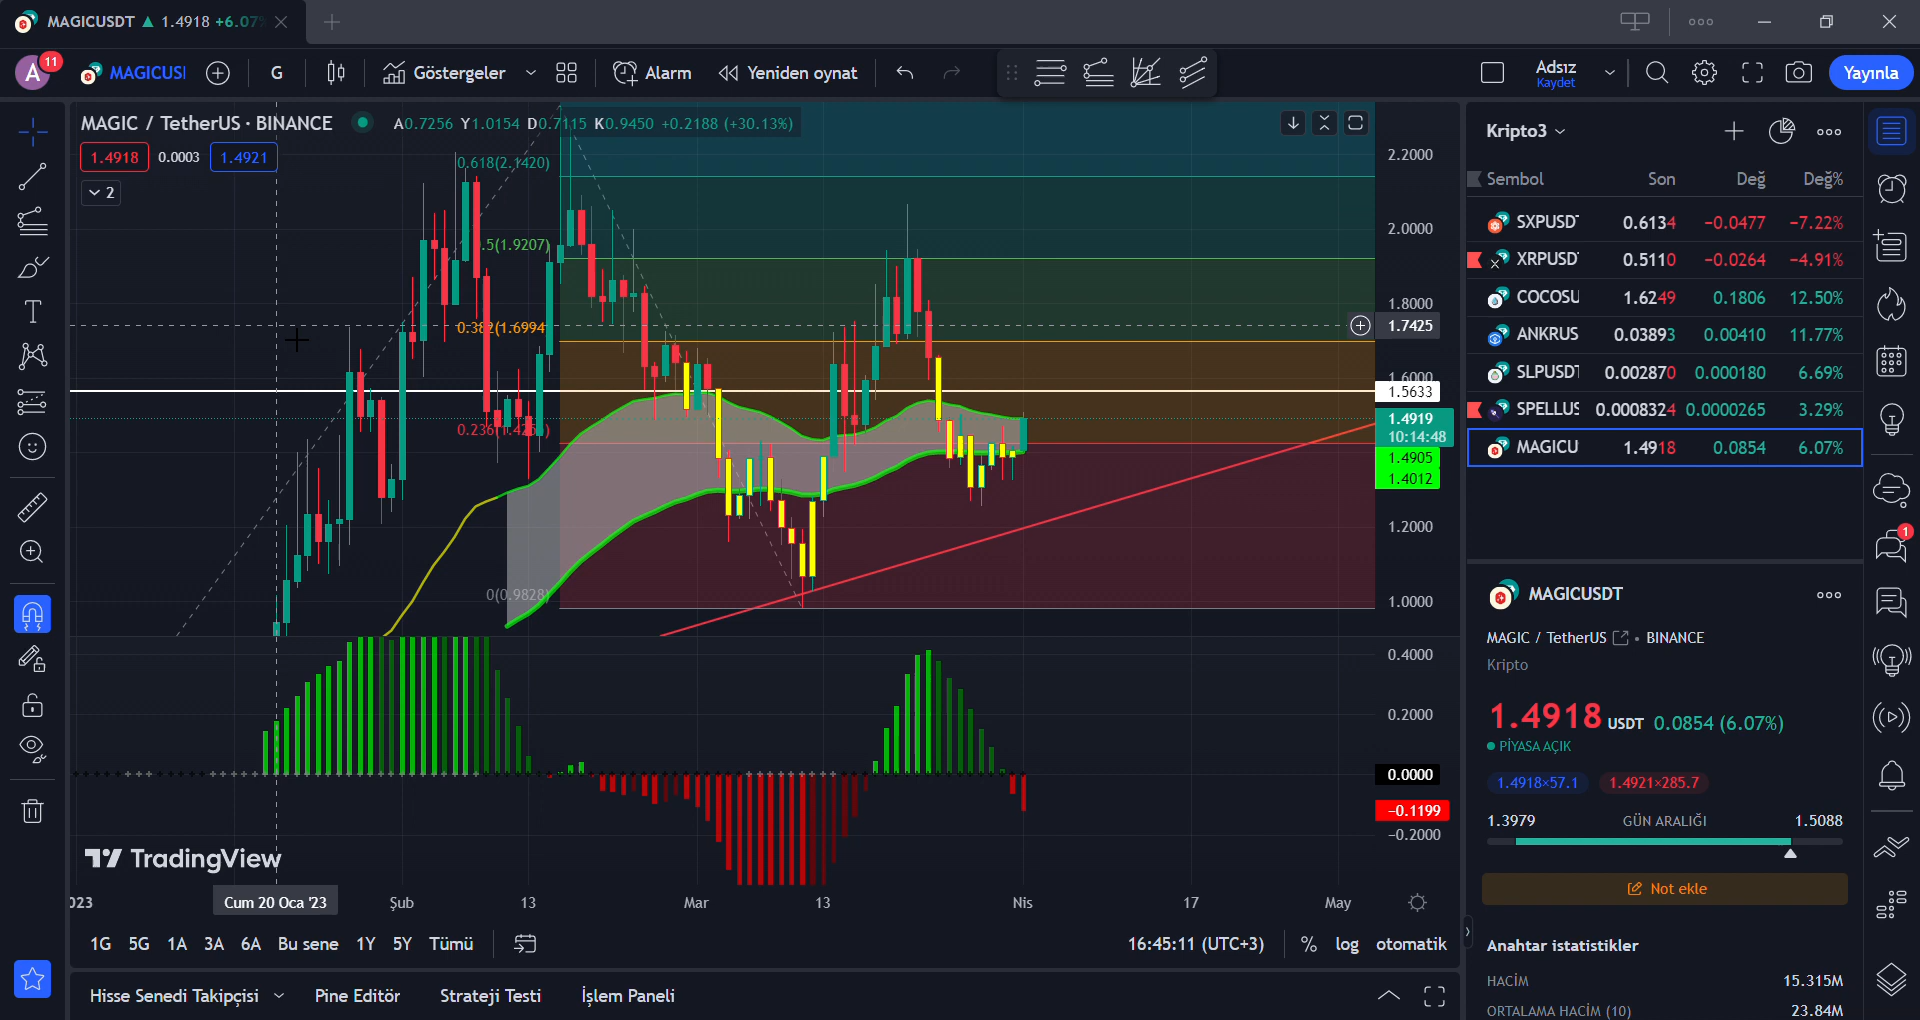 MAGICUSDT ▲ 1.4918 +6.07%
A 11 MAGICUSI G Göstergeler Alarm Yeniden oynat Adsız Kaydet Yayınla
MAGIC / TetherUS · BINANCE A0.7256 Y1.0154 D0.7115 K0.9450 +0.2188 (+30.13%)
1.4918 0.0003 1.4921
2
0.618(2.1420)
0.5(1.9207)
0.382(1.6994)
0(0.9828)
2.2000
2.0000
1.8000
1.7425
1.6000
1.5633
1.4919
10:14:48
1.4905
1.4012
1.2000
1.0000
0.4000
0.2000
0.0000
−0.1199
−0.2000
TradingView
2023 Cum 20 Oca '23 Şub 13 Mar 13 Nis 17 May
1G 5G 1A 3A 6A Bu sene 1Y 5Y Tümü 16:45:11 (UTC+3) % log otomatik
Hisse Senedi Takipçisi Pine Editör Strateji Testi İşlem Paneli
Kripto3
Sembol Son Değ Değ%
SXPUSDT 0.6134 −0.0477 −7.22%
XRPUSDT 0.5110 −0.0264 −4.91%
COCOSU 1.6249 0.1806 12.50%
ANKRUS 0.03893 0.00410 11.77%
SLPUSDT 0.002870 0.000180 6.69%
SPELLUS 0.0008324 0.0000265 3.29%
MAGICU 1.4918 0.0854 6.07%
1
MAGICUSDT
MAGIC / TetherUS • BINANCE
Kripto
1.4918 USDT 0.0854 (6.07%)
PİYASA AÇIK
1.4918×57.1 1.4921×285.7
1.3979 GÜN ARALIĞI 1.5088
Not ekle
Anahtar istatistikler
HACİM 15.315M
ORTALAMA HACİM (10) 23.84M